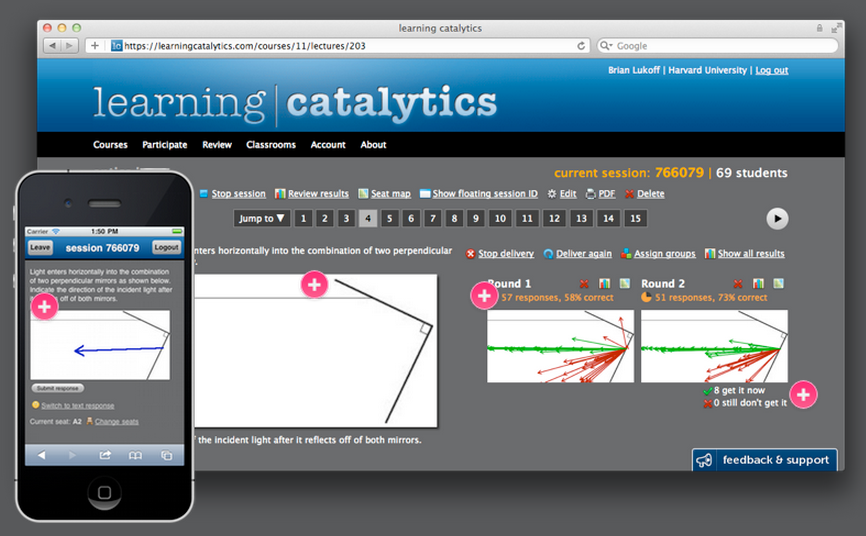 learning catalytics
https://learningcatalytics.com/courses/11/lectures/203
Google
Brian Lukoff | Harvard University | Log out
learning | catalytics
Courses Participate Review Classrooms Account About
current session: 766079 | 69 students
Stop session Review results Seat map Show floating session ID Edit PDF Delete
Jump to ▼ 1 2 3 4 5 6 7 8 9 10 11 12 13 14 15
enters horizontally into the combination of two perpendicular
Stop delivery Deliver again Assign groups Show all results
Round 1 Round 2
57 responses, 58% correct 51 responses, 73% correct
8 get it now
0 still don't get it
of the incident light after it reflects off of both mirrors.
feedback & support
Carrier 1:50 PM
Leave session 766079 Logout
Light enters horizontally into the combination
of two perpendicular mirrors as shown below.
Indicate the direction of the incident light after
off of both mirrors.
Submit response
Switch to text response
Current seat: A2 Change seats